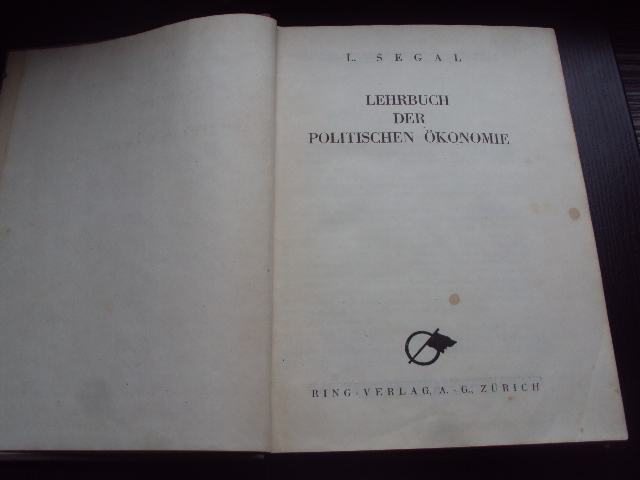 L. SEGAL
LEHRBUCH
DER
POLITISCHEN ÖKONOMIE
RING-VERLAG, A.-G., ZÜRICH